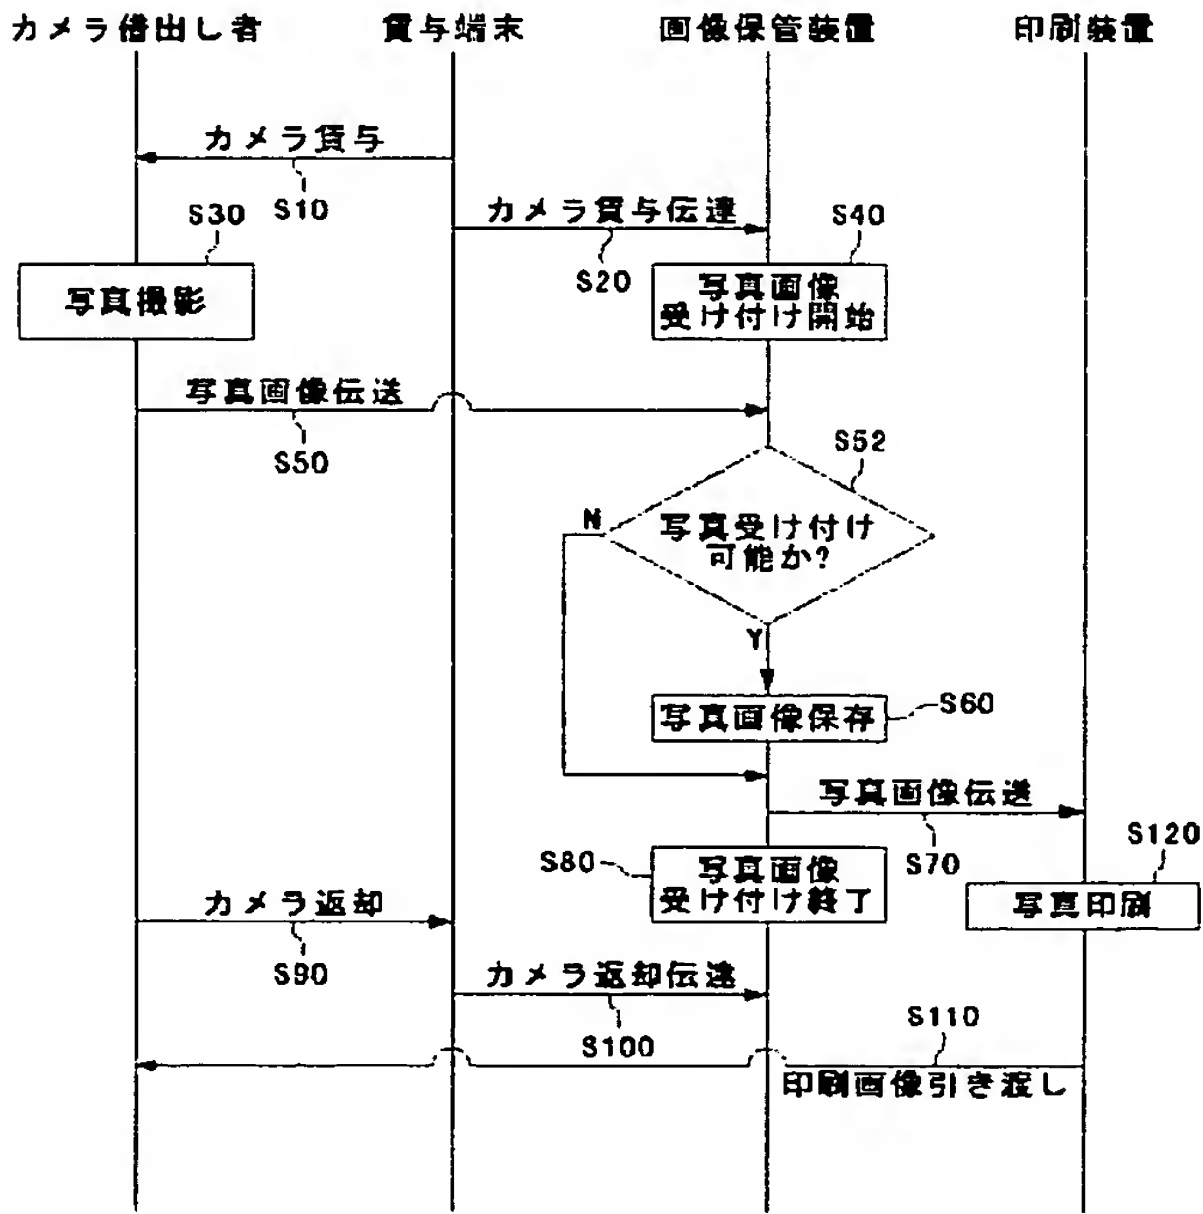 カメラ借出し者 貸与端末 画像保管装置 印刷装置
カメラ貸与
S10
カメラ貸与伝達
S20
S30
写真撮影
S40
写真画像
受け付け開始
写真画像伝送
S50
S52
写真受け付け
可能か?
N
Y
写真画像保存
S60
写真画像伝送
S70
S80
写真画像
受け付け終了
S120
写真印刷
カメラ返却
S90
カメラ返却伝達
S100
S110
印刷画像引き渡し